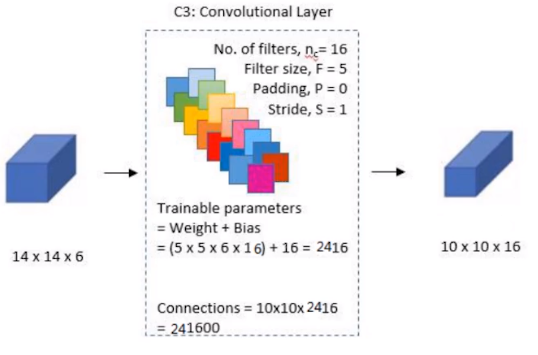 C3: Convolutional Layer
No. of filters, nc= 16
Filter size, F = 5
Padding, P = 0
Stride, S = 1
14 x 14 x 6
10 x 10 x 16
Trainable parameters
= Weight + Bias
= (5 x 5 x 6 x 16) + 16 = 2416
Connections = 10x10x 2416
= 241600